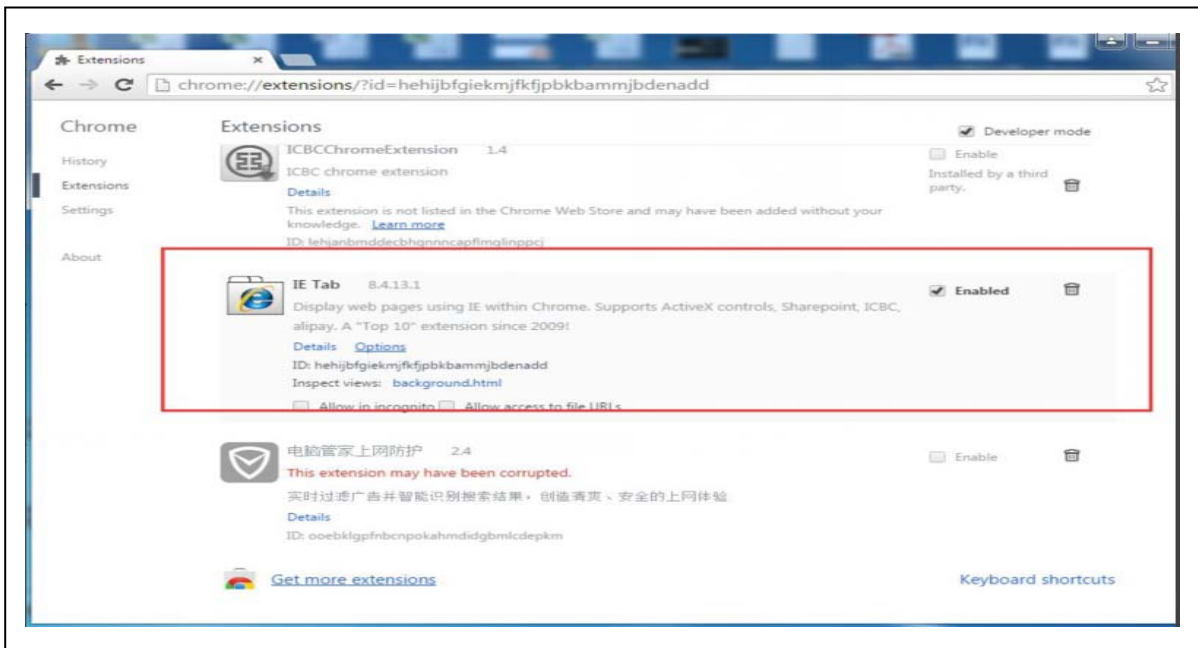 Extensions
chrome://extensions/?id=hehijbfgiekmjfkfjpbkbammjbdenadd
Chrome
Extensions
Developer mode
History
Extensions
Settings
About
ICBCChromeExtension 1.4
Enable
ICBC chrome extension
Installed by a third
party.
Details
This extension is not listed in the Chrome Web Store and may have been added without your
knowledge. Learn more
IE Tab 8.4.13.1
Enabled
Display web pages using IE within Chrome. Supports ActiveX controls, Sharepoint, ICBC,
alipay. A "Top 10" extension since 2009!
Details Options
ID: hehijbfgiekmjfkfjpbkbammjbdenadd
Inspect views: background.html
Allow in incognito Allow access to file URLs
电脑管家上网防护 2.4
Enable
This extension may have been corrupted.
实时过滤广告并智能识别搜索结果，创造清爽、安全的上网体验
Details
ID: ooebklgpfnbcnpokahmdidgbmlcdepkm
Get more extensions
Keyboard shortcuts